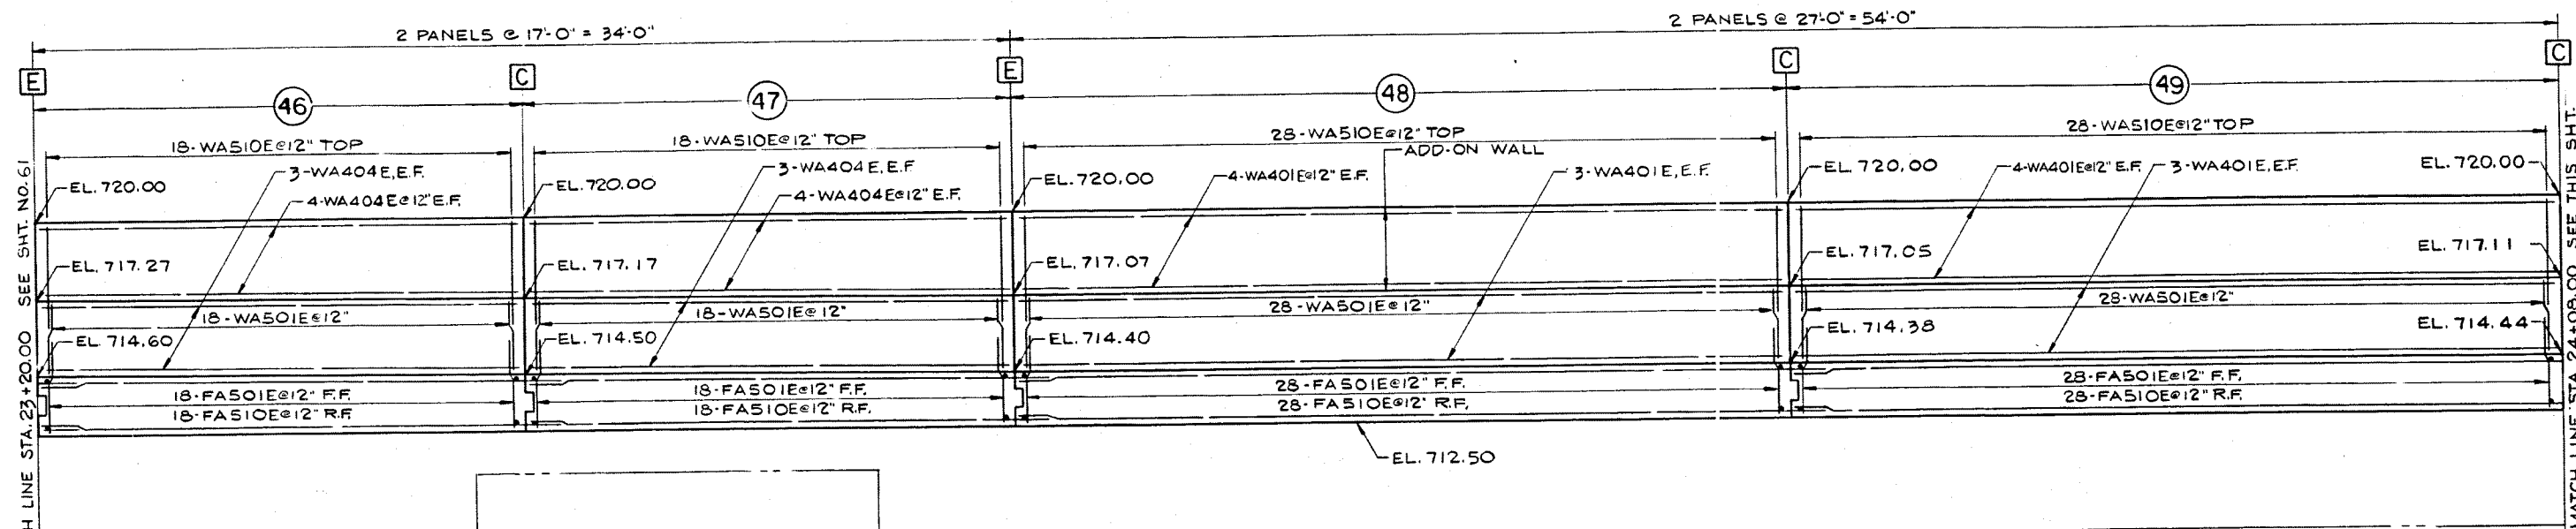 2 PANELS @ 17'-0" = 34'-0"
2 PANELS @ 27'-0" = 54'-0"
E
C
E
C
C
46
47
48
49
18-WA510E@12" TOP
18-WA510E@12" TOP
28-WA510E@12" TOP
28-WA510E@12" TOP
ADD-ON WALL
3-WA404E,E.F.
3-WA404E,E.F.
4-WA401E@12" E.F.
3-WA401E,E.F.
4-WA401E@12" E.F.
3-WA401E,E.F.
4-WA404E@12" E.F.
4-WA404E@12" E.F.
EL. 720.00
EL. 720.00
EL. 720.00
EL. 720.00
EL. 720.00
EL. 717.27
EL. 717.17
EL. 717.07
EL. 717.05
EL. 717.11
18-WA501E@12"
18-WA501E@12"
28-WA501E@12"
28-WA501E@12"
EL. 714.60
EL. 714.50
EL. 714.40
EL. 714.38
EL. 714.44
18-FA501E@12" F.F.
18-FA501E@12" F.F.
28-FA501E@12" F.F.
28-FA501E@12" F.F.
18-FA510E@12" R.F.
18-FA510E@12" R.F.
28-FA510E@12" R.F.
28-FA510E@12" R.F.
EL. 712.50
H LINE STA. 23+20.00 SEE SHT. NO. 61
MATCH LINE STA. 24+08.00 SEE THIS SHT.